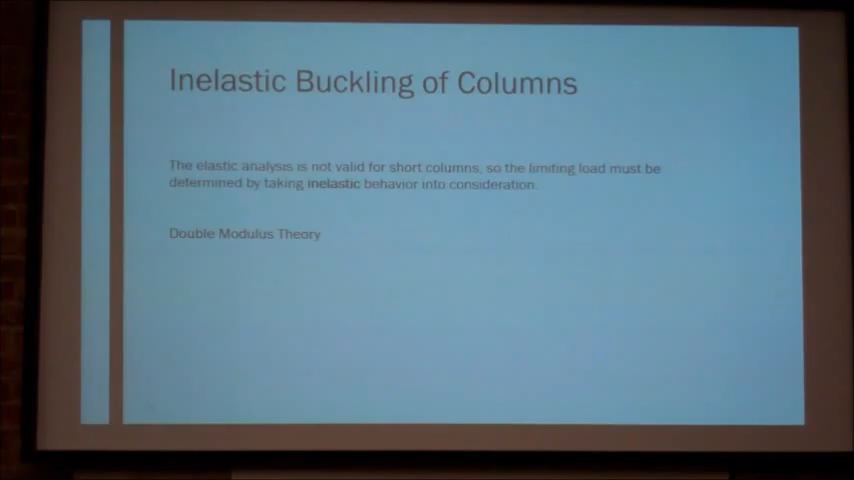 Inelastic Buckling of Columns
The elastic analysis is not valid for short columns, so the limiting load must be
determined by taking inelastic behavior into consideration.
Double Modulus Theory